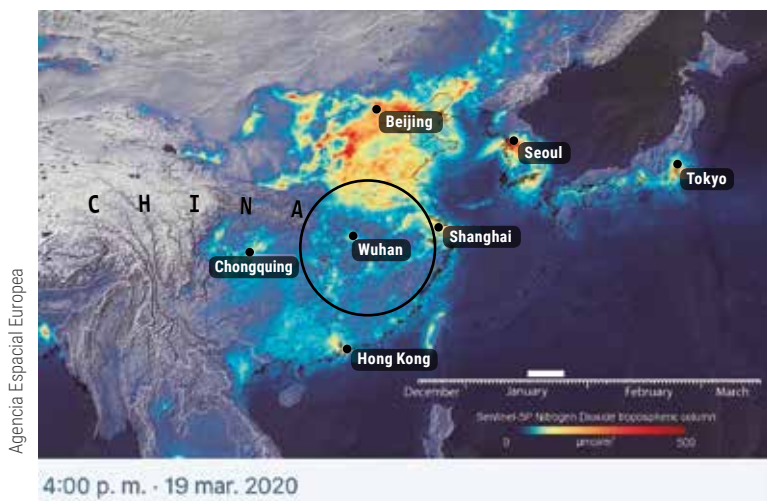 Agencia Espacial Europea
Beijing
Seoul
Tokyo
C H I N A
Shanghai
Wuhan
Chongquing
Hong Kong
December January February March
Sentinel-5P Nitrogen Dioxide tropospheric column
0 µmol/m² 500
4:00 p. m. · 19 mar. 2020